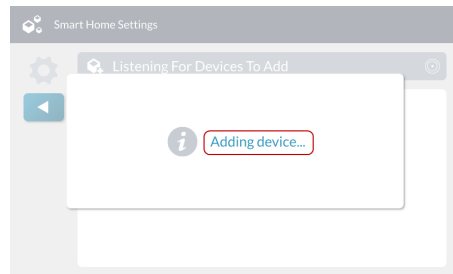 Smart Home Settings
Listening For Devices To Add
Adding device...